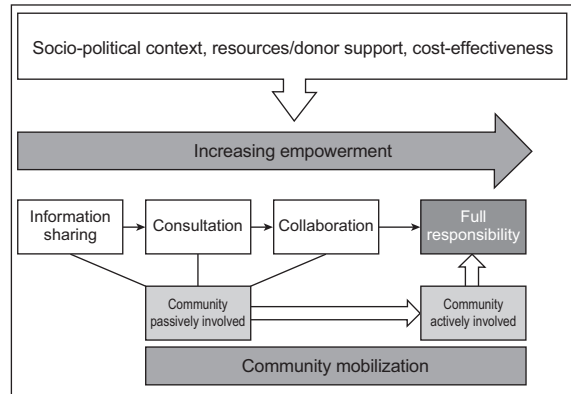 Socio-political context, resources/donor support, cost-effectiveness
Increasing empowerment
Information
sharing
Consultation
Collaboration
Full
responsibility
Community
passively involved
Community
actively involved
Community mobilization